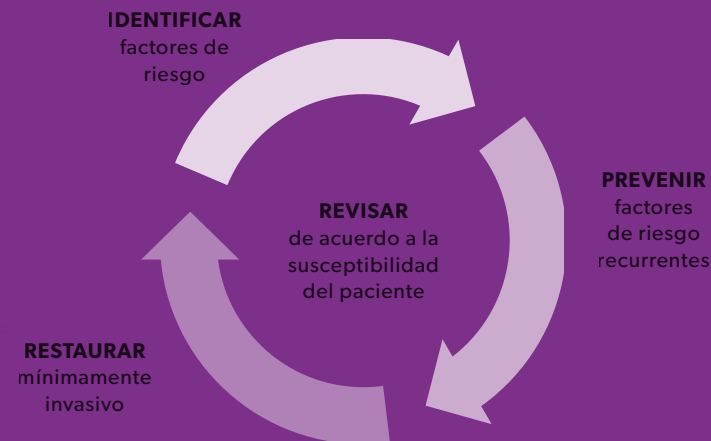 IDENTIFICAR
factores de
riesgo
PREVENIR
factores
de riesgo
recurrentes
REVISAR
de acuerdo a la
susceptibilidad
del paciente
RESTAURAR
mínimamente
invasivo